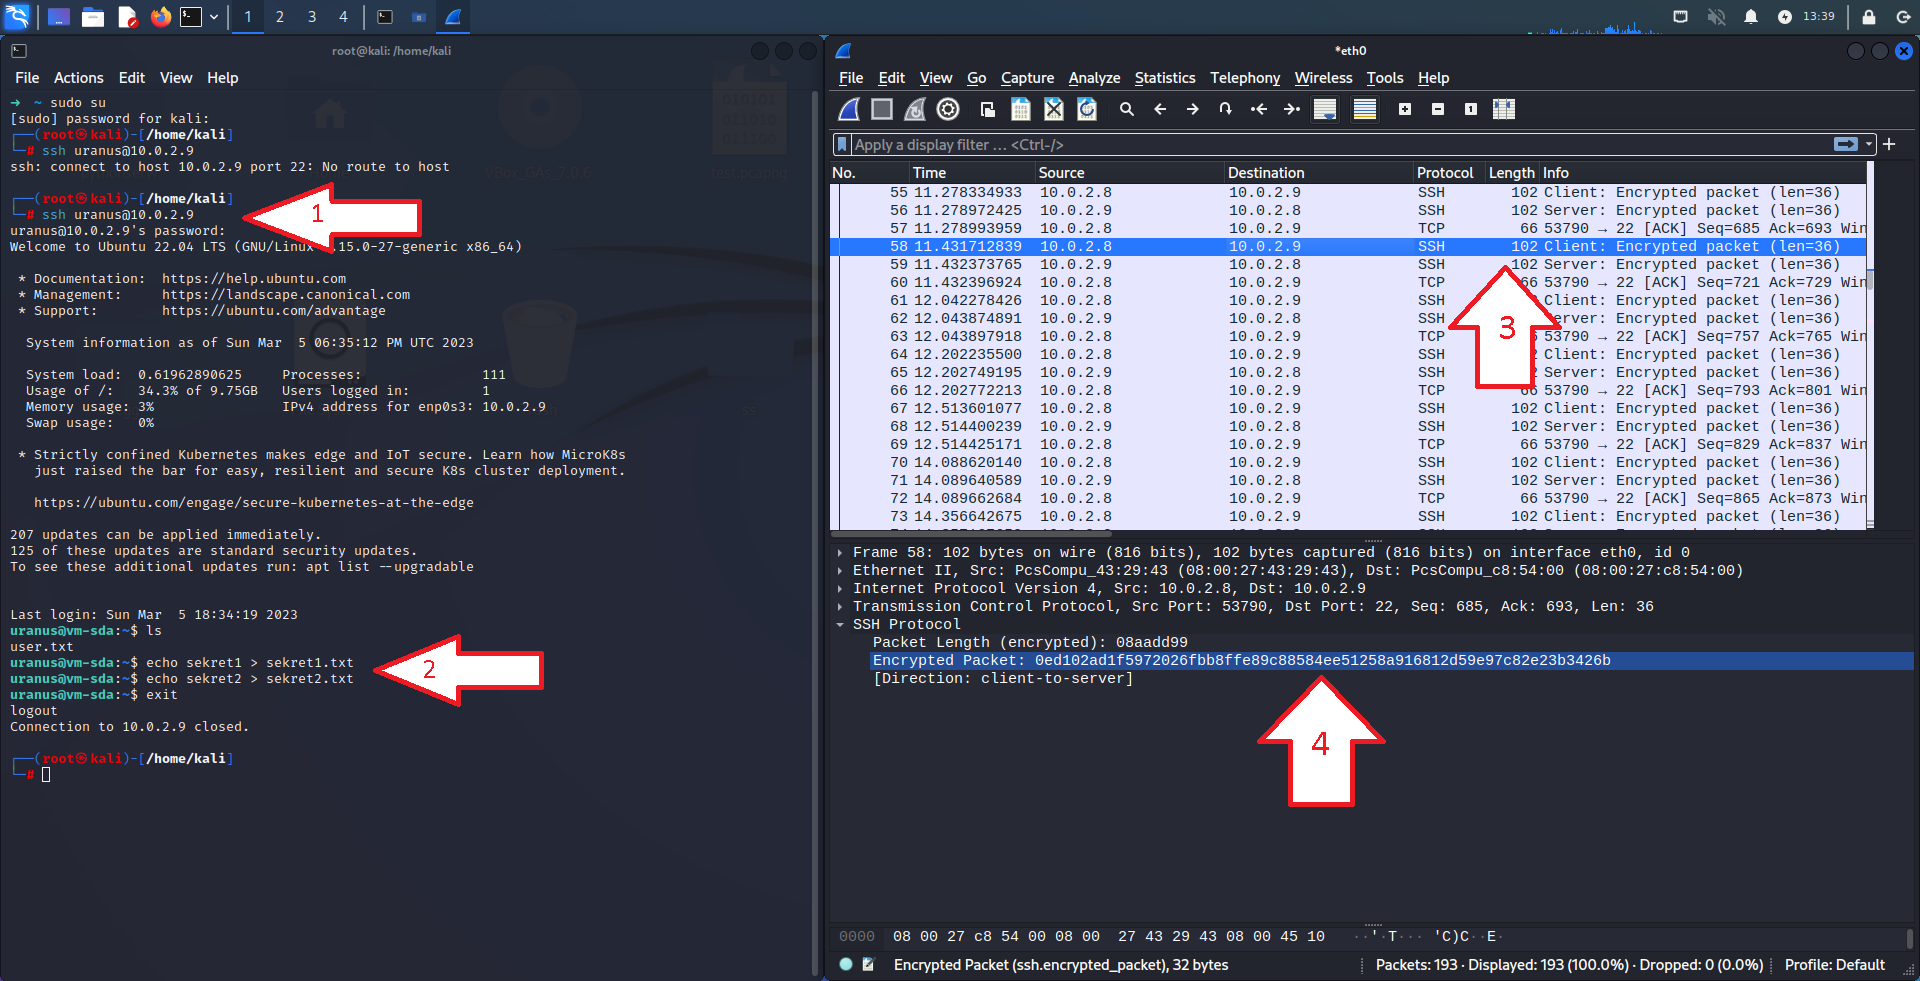 1 2 3 4 13:39
root@kali: /home/kali
File Actions Edit View Help
→ ~ sudo su
[sudo] password for kali:
┌──(root㉿kali)-[/home/kali]
└─# ssh uranus@10.0.2.9
ssh: connect to host 10.0.2.9 port 22: No route to host
┌──(root㉿kali)-[/home/kali]
└─# ssh uranus@10.0.2.9
1
uranus@10.0.2.9's password:
Welcome to Ubuntu 22.04 LTS (GNU/Linux .15.0-27-generic x86_64)
* Documentation: https://help.ubuntu.com
* Management: https://landscape.canonical.com
* Support: https://ubuntu.com/advantage
System information as of Sun Mar 5 06:35:12 PM UTC 2023
System load: 0.61962890625 Processes: 111
Usage of /: 34.3% of 9.75GB Users logged in: 1
Memory usage: 3% IPv4 address for enp0s3: 10.0.2.9
Swap usage: 0%
* Strictly confined Kubernetes makes edge and IoT secure. Learn how MicroK8s
just raised the bar for easy, resilient and secure K8s cluster deployment.
https://ubuntu.com/engage/secure-kubernetes-at-the-edge
207 updates can be applied immediately.
125 of these updates are standard security updates.
To see these additional updates run: apt list --upgradable
Last login: Sun Mar 5 18:34:19 2023
uranus@vm-sda:~$ ls
user.txt
uranus@vm-sda:~$ echo sekret1 > sekret1.txt
uranus@vm-sda:~$ echo sekret2 > sekret2.txt
2
uranus@vm-sda:~$ exit
logout
Connection to 10.0.2.9 closed.
┌──(root㉿kali)-[/home/kali]
└─#
*eth0
File Edit View Go Capture Analyze Statistics Telephony Wireless Tools Help
Apply a display filter … <Ctrl-/>
No. Time Source Destination Protocol Length Info
55 11.278334933 10.0.2.8 10.0.2.9 SSH 102 Client: Encrypted packet (len=36)
56 11.278972425 10.0.2.9 10.0.2.8 SSH 102 Server: Encrypted packet (len=36)
57 11.278993959 10.0.2.8 10.0.2.9 TCP 66 53790 → 22 [ACK] Seq=685 Ack=693 Win
58 11.431712839 10.0.2.8 10.0.2.9 SSH 102 Client: Encrypted packet (len=36)
59 11.432373765 10.0.2.9 10.0.2.8 SSH 102 Server: Encrypted packet (len=36)
60 11.432396924 10.0.2.8 10.0.2.9 TCP 66 53790 → 22 [ACK] Seq=721 Ack=729 Win
61 12.042278426 10.0.2.8 10.0.2.9 SSH Client: Encrypted packet (len=36)
62 12.043874891 10.0.2.9 10.0.2.8 SSH Server: Encrypted packet (len=36)
3
63 12.043897918 10.0.2.8 10.0.2.9 TCP 6 53790 → 22 [ACK] Seq=757 Ack=765 Win
64 12.202235500 10.0.2.8 10.0.2.9 SSH 2 Client: Encrypted packet (len=36)
65 12.202749195 10.0.2.9 10.0.2.8 SSH 2 Server: Encrypted packet (len=36)
66 12.202772213 10.0.2.8 10.0.2.9 TCP 66 53790 → 22 [ACK] Seq=793 Ack=801 Win
67 12.513601077 10.0.2.8 10.0.2.9 SSH 102 Client: Encrypted packet (len=36)
68 12.514400239 10.0.2.9 10.0.2.8 SSH 102 Server: Encrypted packet (len=36)
69 12.514425171 10.0.2.8 10.0.2.9 TCP 66 53790 → 22 [ACK] Seq=829 Ack=837 Win
70 14.088620140 10.0.2.8 10.0.2.9 SSH 102 Client: Encrypted packet (len=36)
71 14.089640589 10.0.2.9 10.0.2.8 SSH 102 Server: Encrypted packet (len=36)
72 14.089662684 10.0.2.8 10.0.2.9 TCP 66 53790 → 22 [ACK] Seq=865 Ack=873 Win
73 14.356642675 10.0.2.8 10.0.2.9 SSH 102 Client: Encrypted packet (len=36)
Frame 58: 102 bytes on wire (816 bits), 102 bytes captured (816 bits) on interface eth0, id 0
Ethernet II, Src: PcsCompu_43:29:43 (08:00:27:43:29:43), Dst: PcsCompu_c8:54:00 (08:00:27:c8:54:00)
Internet Protocol Version 4, Src: 10.0.2.8, Dst: 10.0.2.9
Transmission Control Protocol, Src Port: 53790, Dst Port: 22, Seq: 685, Ack: 693, Len: 36
SSH Protocol
Packet Length (encrypted): 08aadd99
Encrypted Packet: 0ed102ad1f5972026fbb8ffe89c88584ee51258a916812d59e97c82e23b3426b
[Direction: client-to-server]
4
0000 08 00 27 c8 54 00 08 00 27 43 29 43 08 00 45 10 ··'·T··· 'C)C··E·
Encrypted Packet (ssh.encrypted_packet), 32 bytes
Packets: 193 · Displayed: 193 (100.0%) · Dropped: 0 (0.0%)
Profile: Default